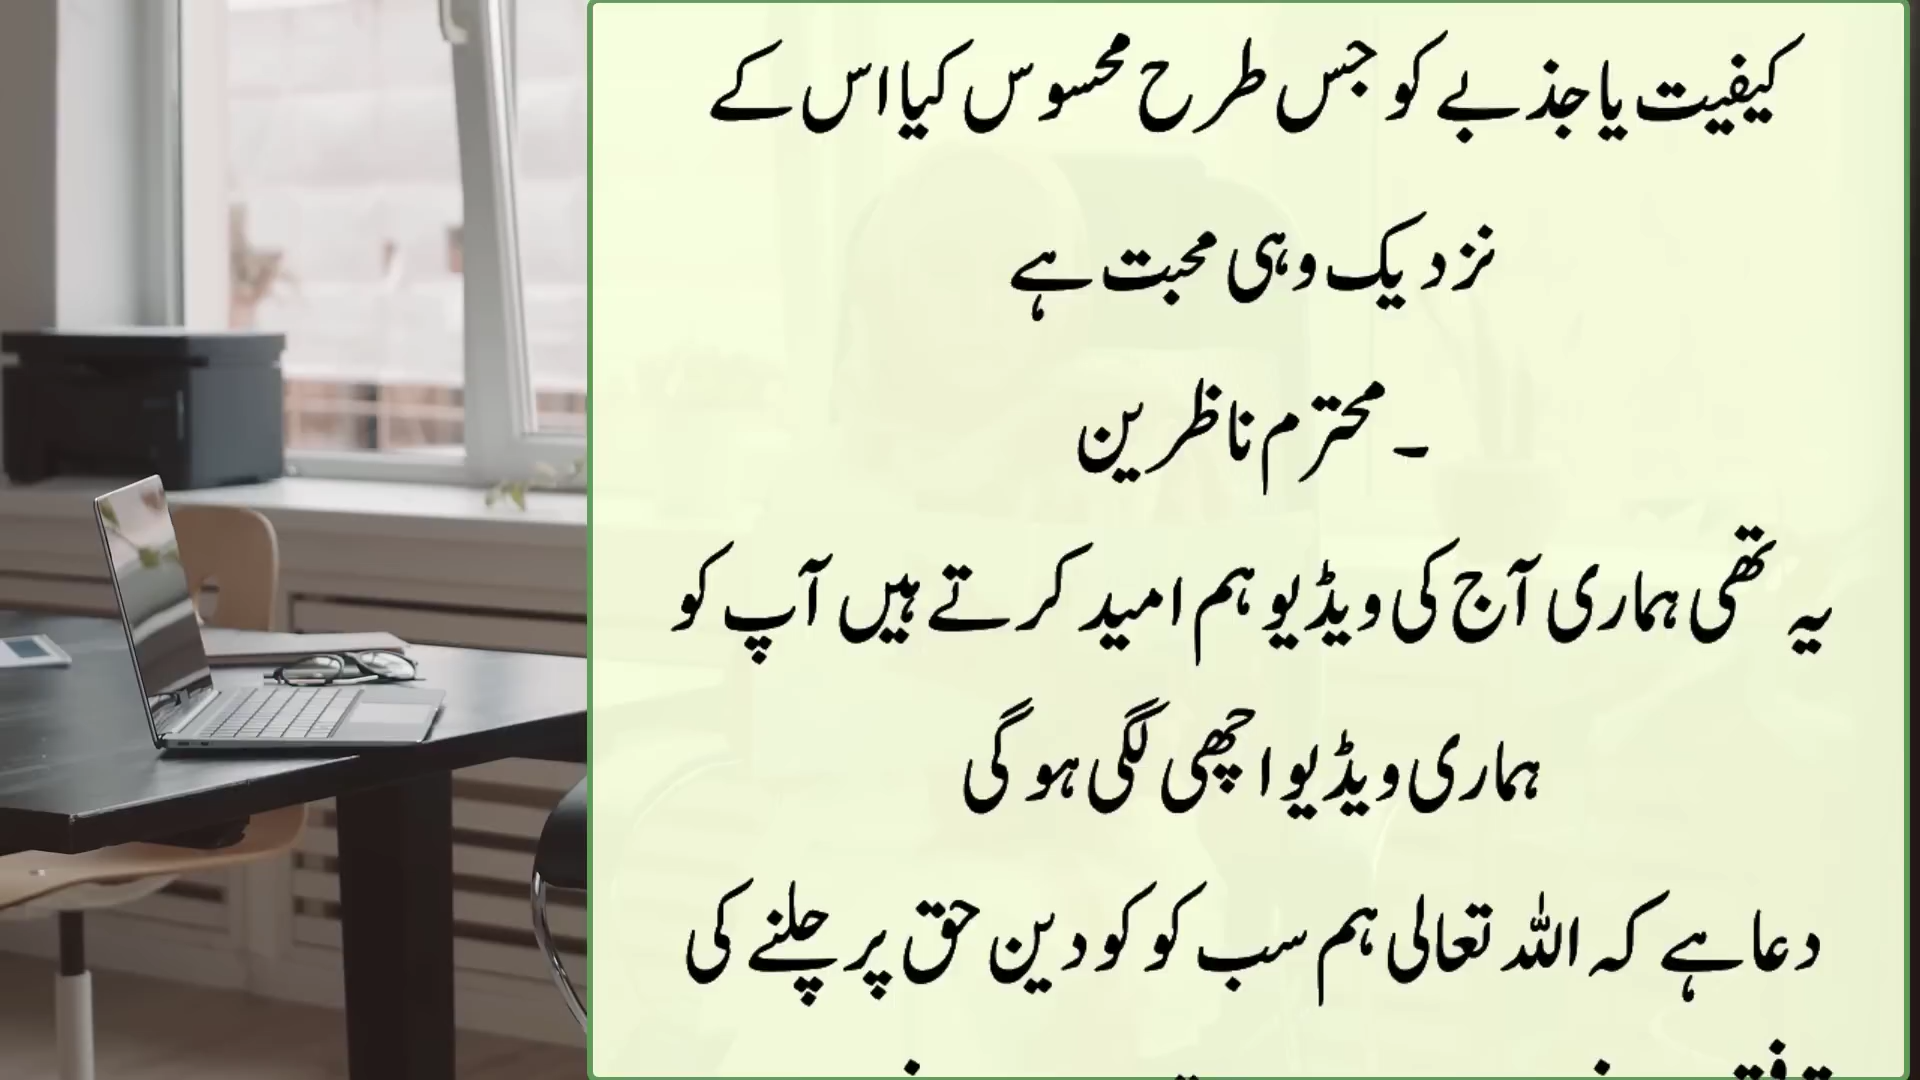 کیفیت یا جذبے کو جس طرح محسوس کیا اس کے
نزدیک وہی محبت ہے
۔ محترم ناظرین
یہ تھی ہماری آج کی ویڈیو ہم امید کرتے ہیں آپ کو
ہماری ویڈیو اچھی لگی ہو گی
دعا ہے کہ اللہ تعالی ہم سب کو کو دین حق پر چلنے کی